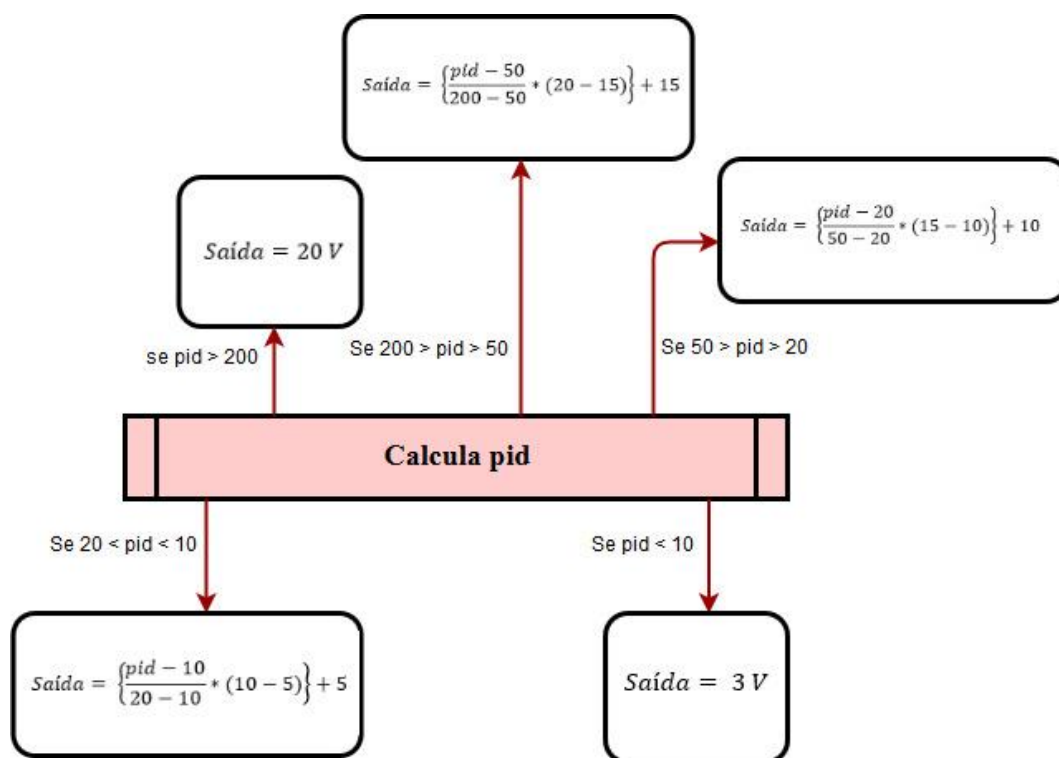 Saída = {(pid − 50)/(200 − 50) * (20 − 15)} + 15
Saída = 20 V
Saída = {(pid − 20)/(50 − 20) * (15 − 10)} + 10
se pid > 200
Se 200 > pid > 50
Se 50 > pid > 20
Calcula pid
Se 20 < pid < 10
Se pid < 10
Saída = {(pid − 10)/(20 − 10) * (10 − 5)} + 5
Saída = 3 V